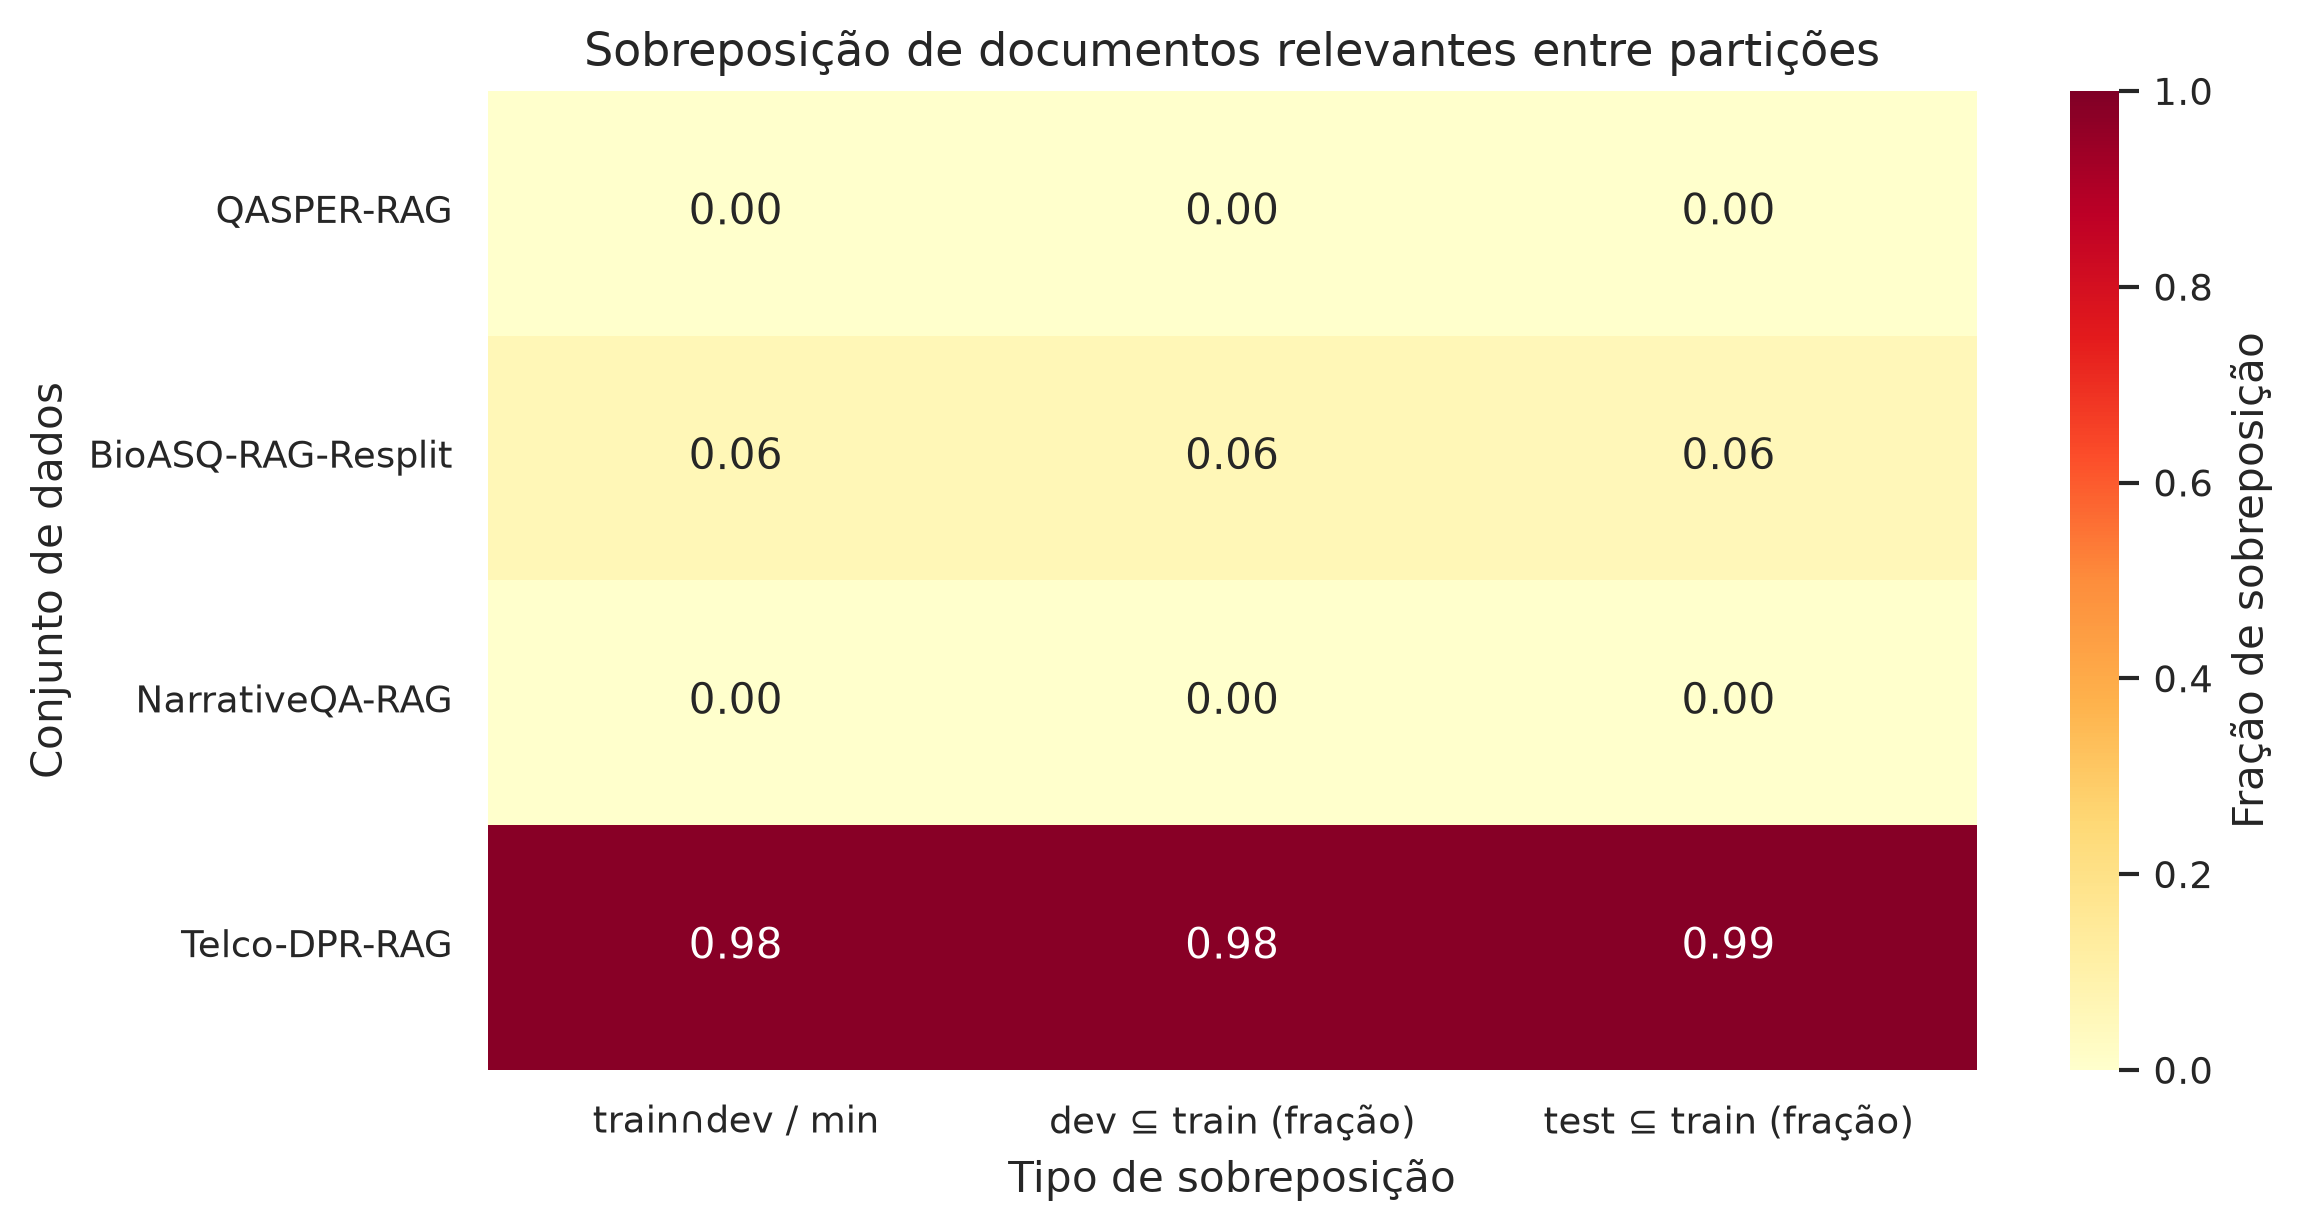 Sobreposição de documentos relevantes entre partições
Conjunto de dados
QASPER-RAG
0.00 0.00 0.00
BioASQ-RAG-Resplit
0.06 0.06 0.06
NarrativeQA-RAG
0.00 0.00 0.00
Telco-DPR-RAG
0.98 0.98 0.99
train∩dev / min
dev ⊆ train (fração)
test ⊆ train (fração)
Tipo de sobreposição
1.0
0.8
0.6
0.4
0.2
0.0
Fração de sobreposição